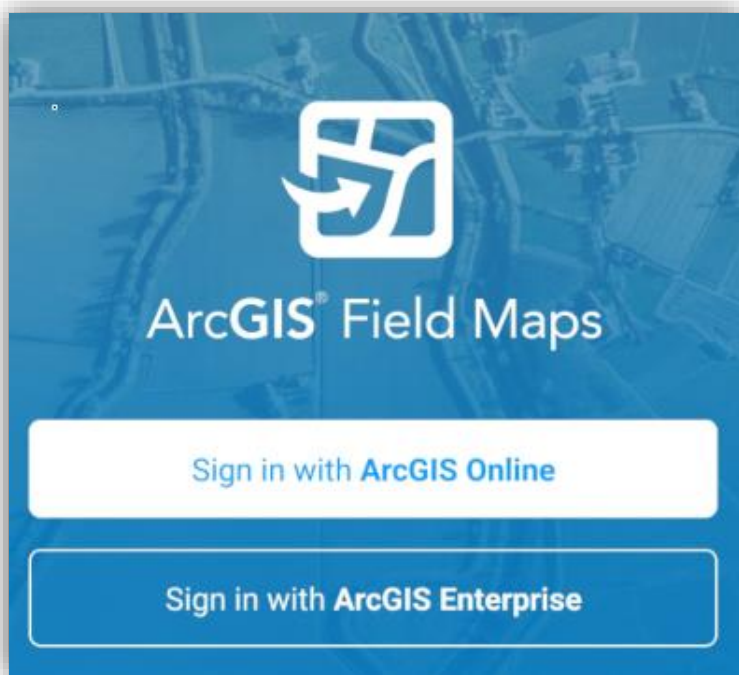 ArcGIS® Field Maps
Sign in with ArcGIS Online
Sign in with ArcGIS Enterprise